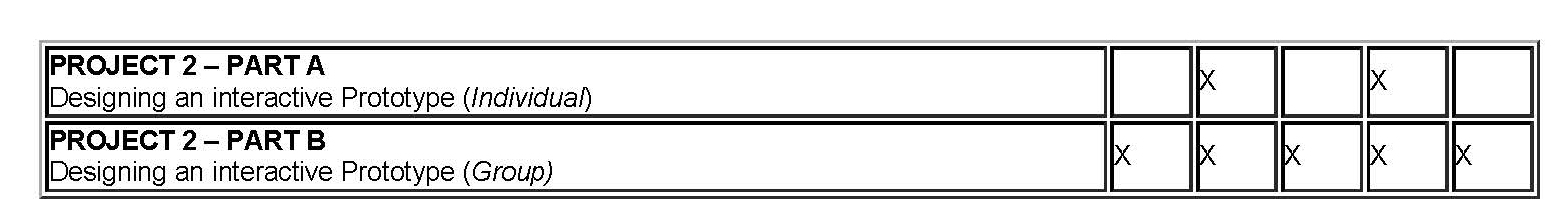 PROJECT 2 – PART A
Designing an interactive Prototype (Individual)
X X
PROJECT 2 – PART B
Designing an interactive Prototype (Group)
X X X X X